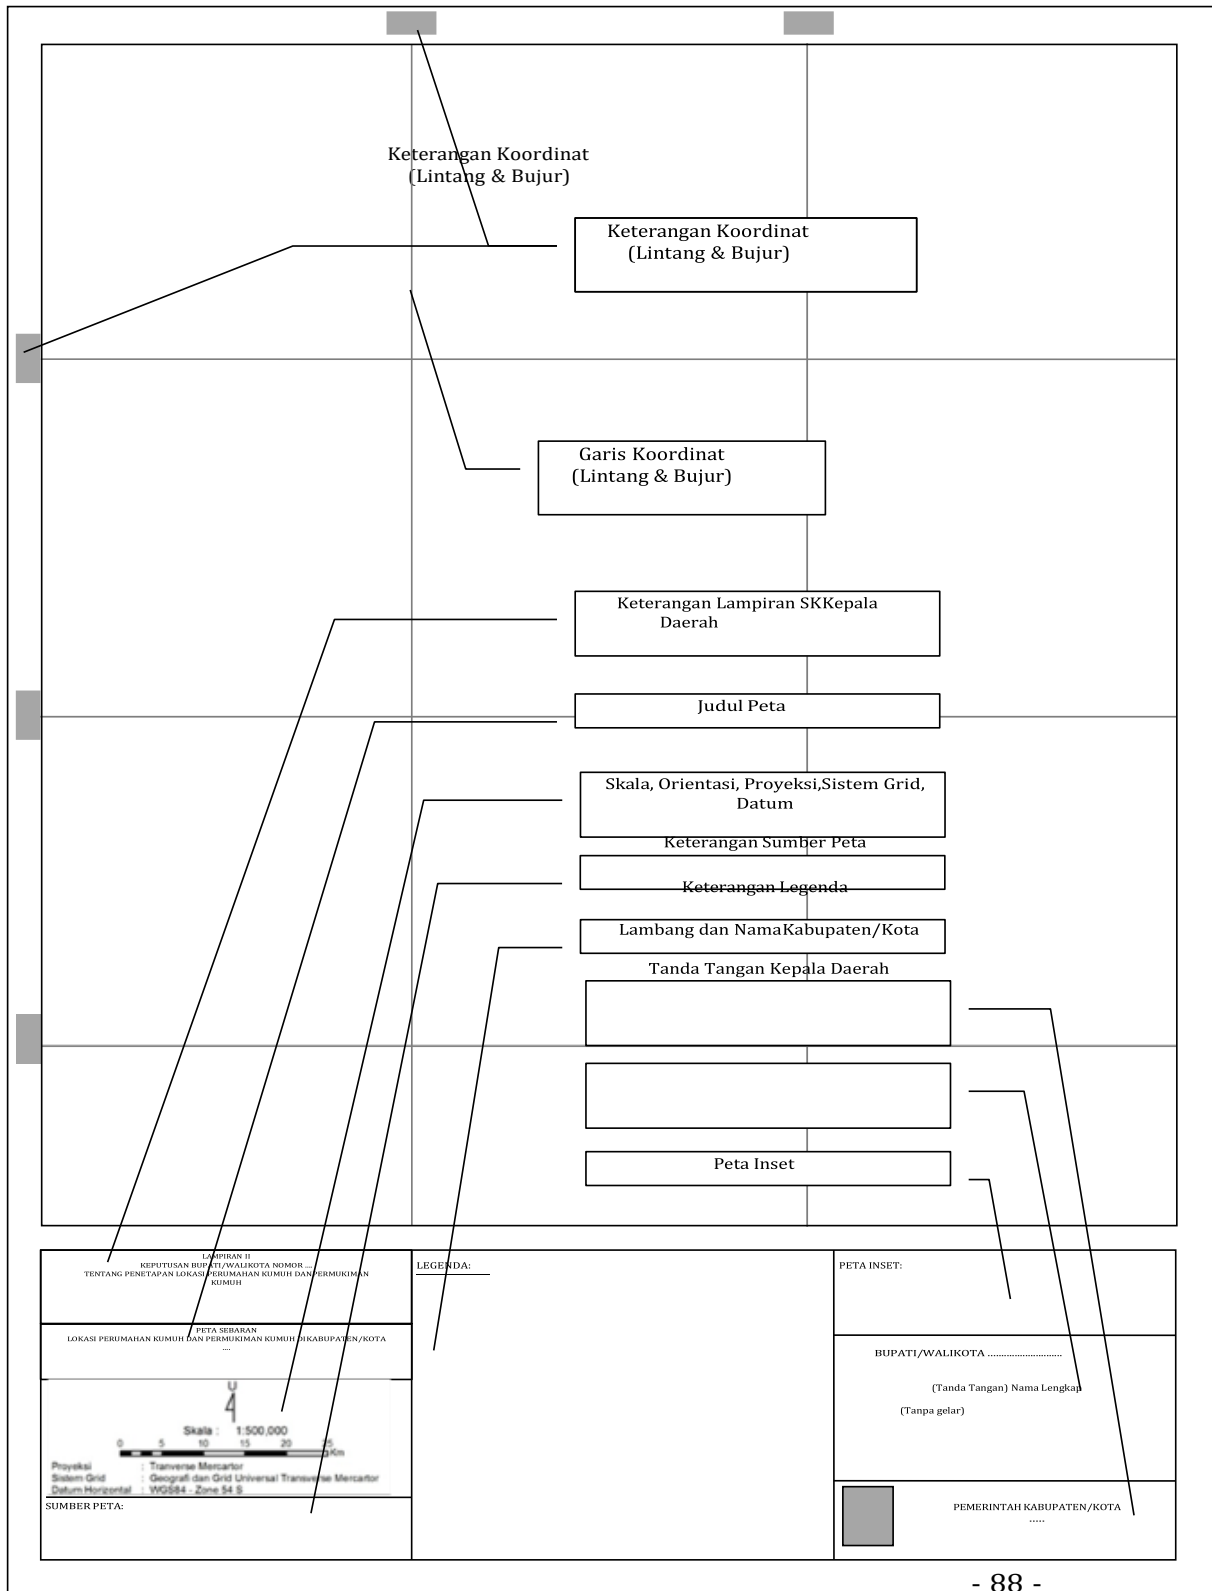 Keterangan Koordinat
(Lintang & Bujur)
Keterangan Koordinat
(Lintang & Bujur)
Garis Koordinat
(Lintang & Bujur)
Keterangan Lampiran SKKepala
Daerah
Judul Peta
Skala, Orientasi, Proyeksi,Sistem Grid,
Datum
Keterangan Sumber Peta
Keterangan Legenda
Lambang dan NamaKabupaten/Kota
Tanda Tangan Kepala Daerah
Peta Inset
LAMPIRAN II
KEPUTUSAN BUPATI/WALIKOTA NOMOR ....
TENTANG PENETAPAN LOKASI PERUMAHAN KUMUH DANPERMUKIMAN
KUMUH
PETA SEBARAN
LOKASI PERUMAHAN KUMUH DAN PERMUKIMAN KUMUH DIKABUPATEN/KOTA
....
U
Skala : 1:500,000
0 5 10 15 20 25
Km
Proyeksi : Tranverse Mercartor
Sistem Grid : Geografi dan Grid Universal Transverse Mercartor
Datum Horizontal : WGS84 - Zone 54 S
SUMBER PETA:
LEGENDA:
PETA INSET:
BUPATI/WALIKOTA ............................
(Tanda Tangan) Nama Lengkap
(Tanpa gelar)
PEMERINTAH KABUPATEN/KOTA
.....
- 88 -